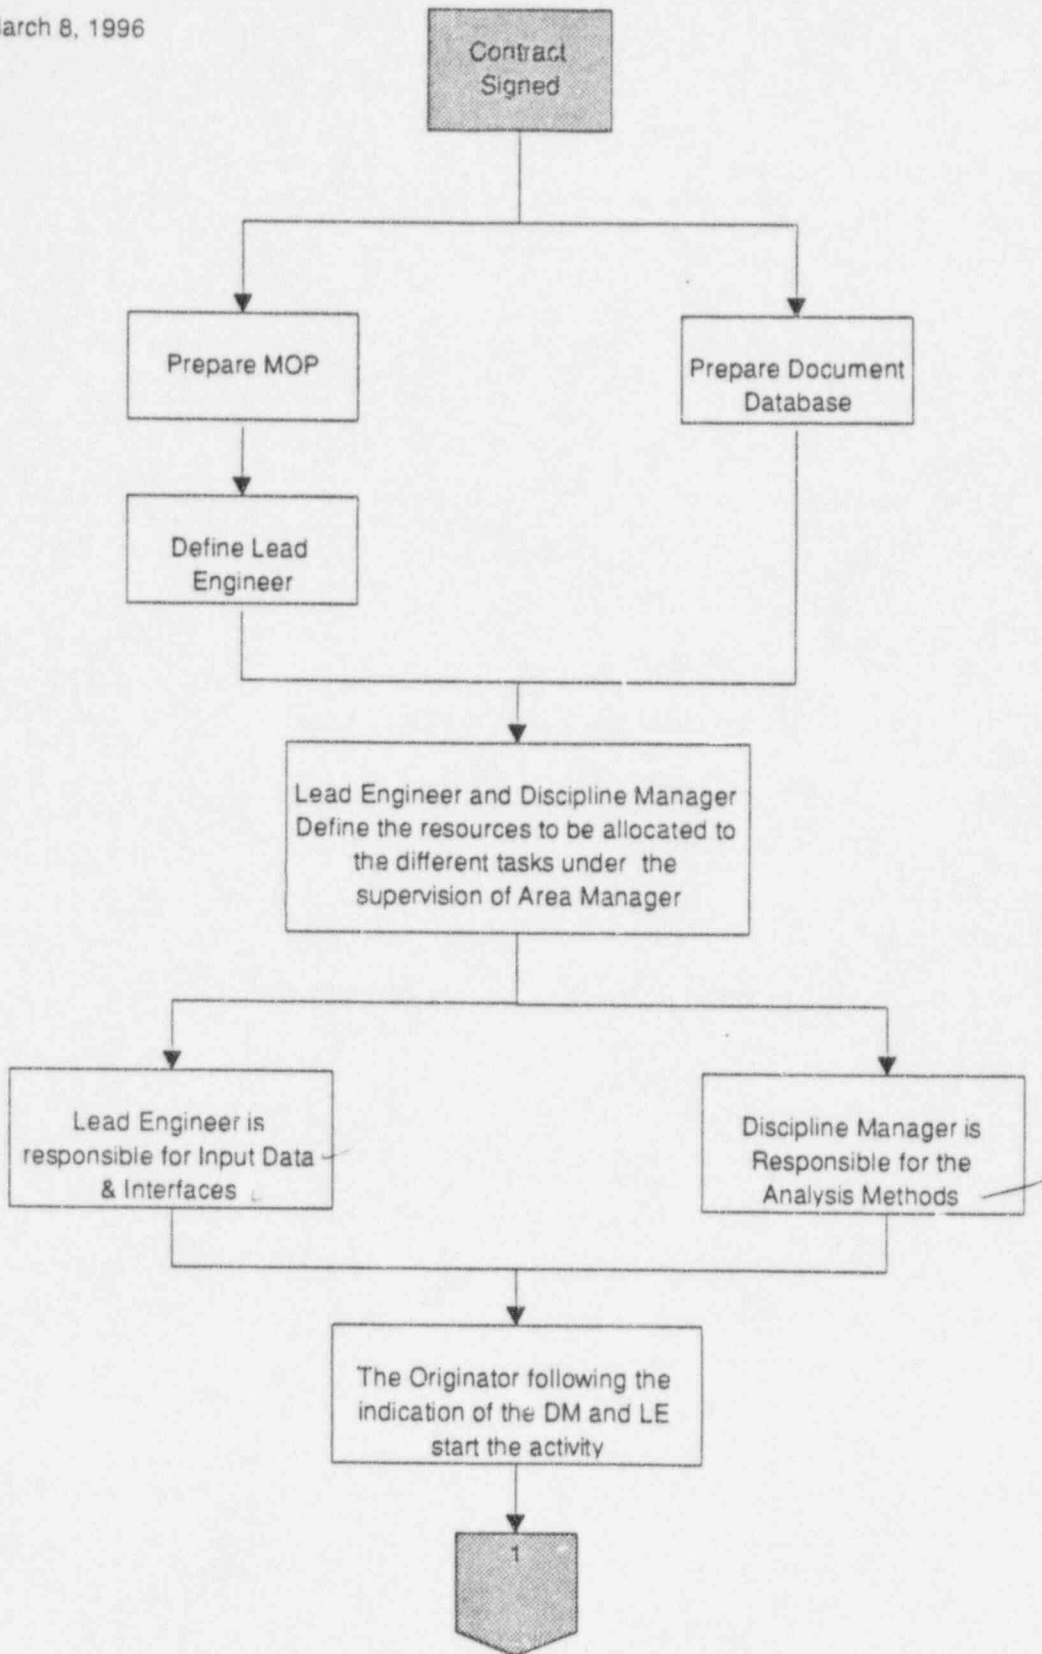 March 8, 1996
Contract
Signed
Prepare MOP
Prepare Document
Database
Define Lead
Engineer
Lead Engineer and Discipline Manager
Define the resources to be allocated to
the different tasks under the
supervision of Area Manager
Lead Engineer is
responsible for Input Data
& Interfaces
Discipline Manager is
Responsible for the
Analysis Methods
The Originator following the
indication of the DM and LE
start the activity
1